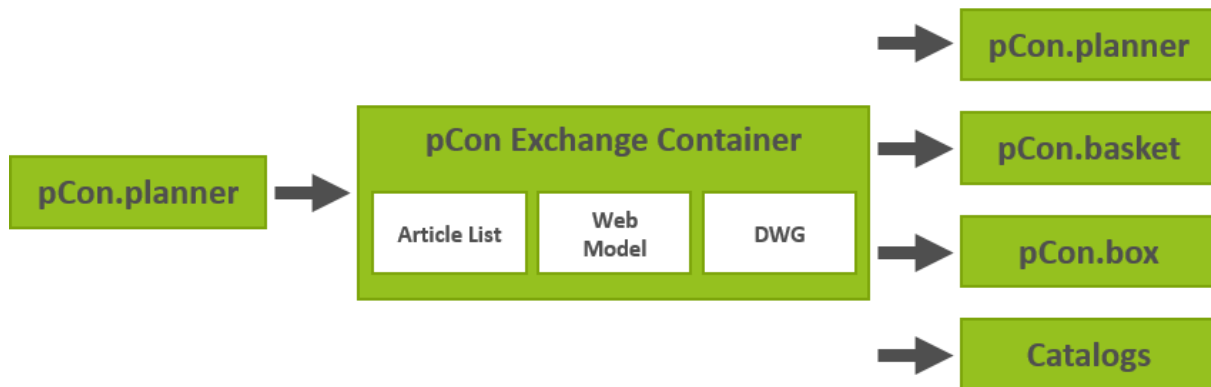 pCon.planner
pCon Exchange Container
Article List
Web
Model
DWG
pCon.planner
pCon.basket
pCon.box
Catalogs